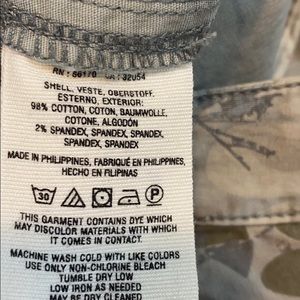 RN : 56170 CA : 32054
SHELL, VESTE, OBERSTOFF,
ESTERNO, EXTERIOR:
98% COTTON, COTON, BAUMWOLLE,
COTONE, ALGODÓN
2% SPANDEX, SPANDEX, SPANDEX,
SPANDEX, SPANDEX
MADE IN PHILIPPINES, FABRIQUÉ EN PHILIPPINES,
HECHO EN FILIPINAS
30 P
THIS GARMENT CONTAINS DYE WHICH
MAY DISCOLOR MATERIALS WITH WHICH
IT COMES IN CONTACT.
MACHINE WASH COLD WITH LIKE COLORS
USE ONLY NON-CHLORINE BLEACH
TUMBLE DRY LOW
LOW IRON AS NEEDED
MAY BE DRY CLEANED